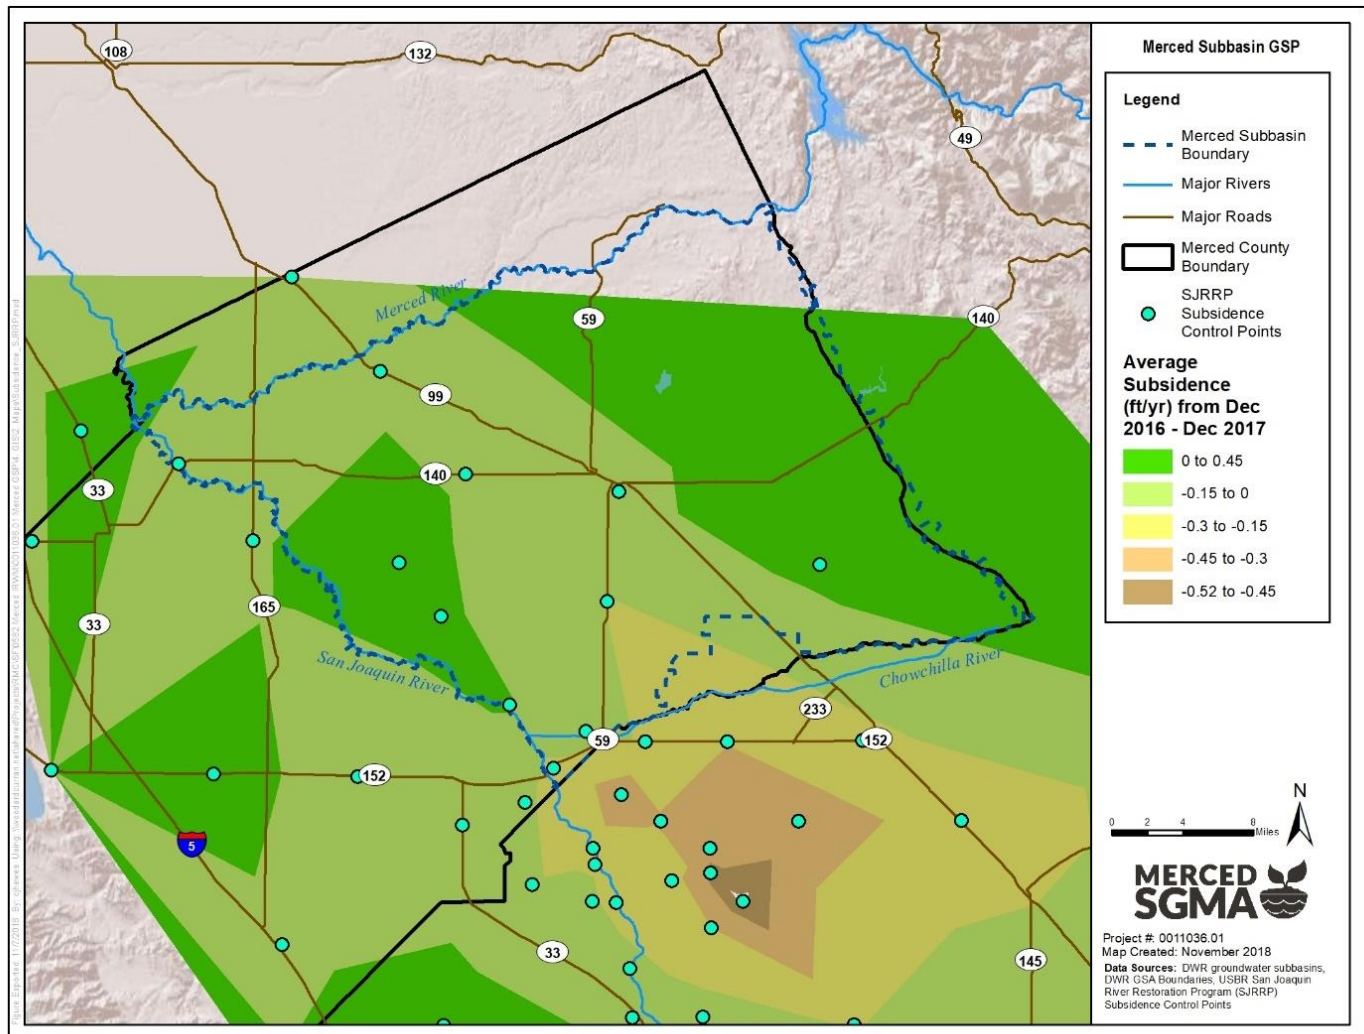 Merced Subbasin GSP
Legend
Merced Subbasin
Boundary
Major Rivers
Major Roads
Merced County
Boundary
SJRRP
Subsidence
Control Points
Average
Subsidence
(ft/yr) from Dec
2016 - Dec 2017
0 to 0.45
-0.15 to 0
-0.3 to -0.15
-0.45 to -0.3
-0.52 to -0.45
108
132
49
Merced River
59
140
99
140
33
165
33
San Joaquin River
Chowchilla River
233
59
152
152
5
33
145
N
0 2 4 8
Miles
MERCED
SGMA
Project #: 0011036.01
Map Created: November 2018
Data Sources: DWR groundwater subbasins,
DWR GSA Boundaries, USBR San Joaquin
River Restoration Program (SJRRP)
Subsidence Control Points